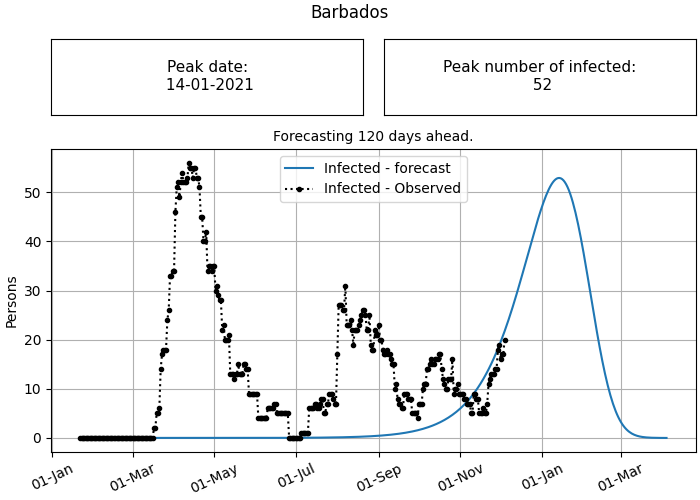 Barbados
Peak date:
14-01-2021
Peak number of infected:
52
Forecasting 120 days ahead.
Infected - forecast
Infected - Observed
Persons
50
40
30
20
10
0
01-Jan
01-Mar
01-May
01-Jul
01-Sep
01-Nov
01-Jan
01-Mar